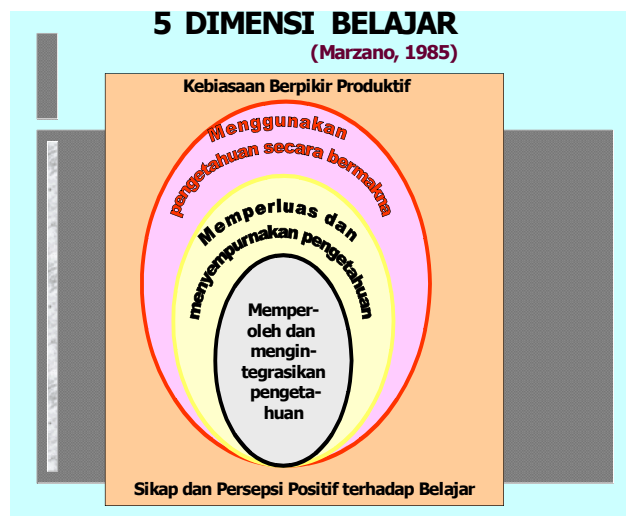 5 DIMENSI BELAJAR
(Marzano, 1985)
Kebiasaan Berpikir Produktif
Menggunakan
pengetahuan secara bermakna
Memperluas dan
menyempurnakan pengetahuan
Memper-
oleh dan
mengin-
tegrasikan
pengeta-
huan
Sikap dan Persepsi Positif terhadap Belajar